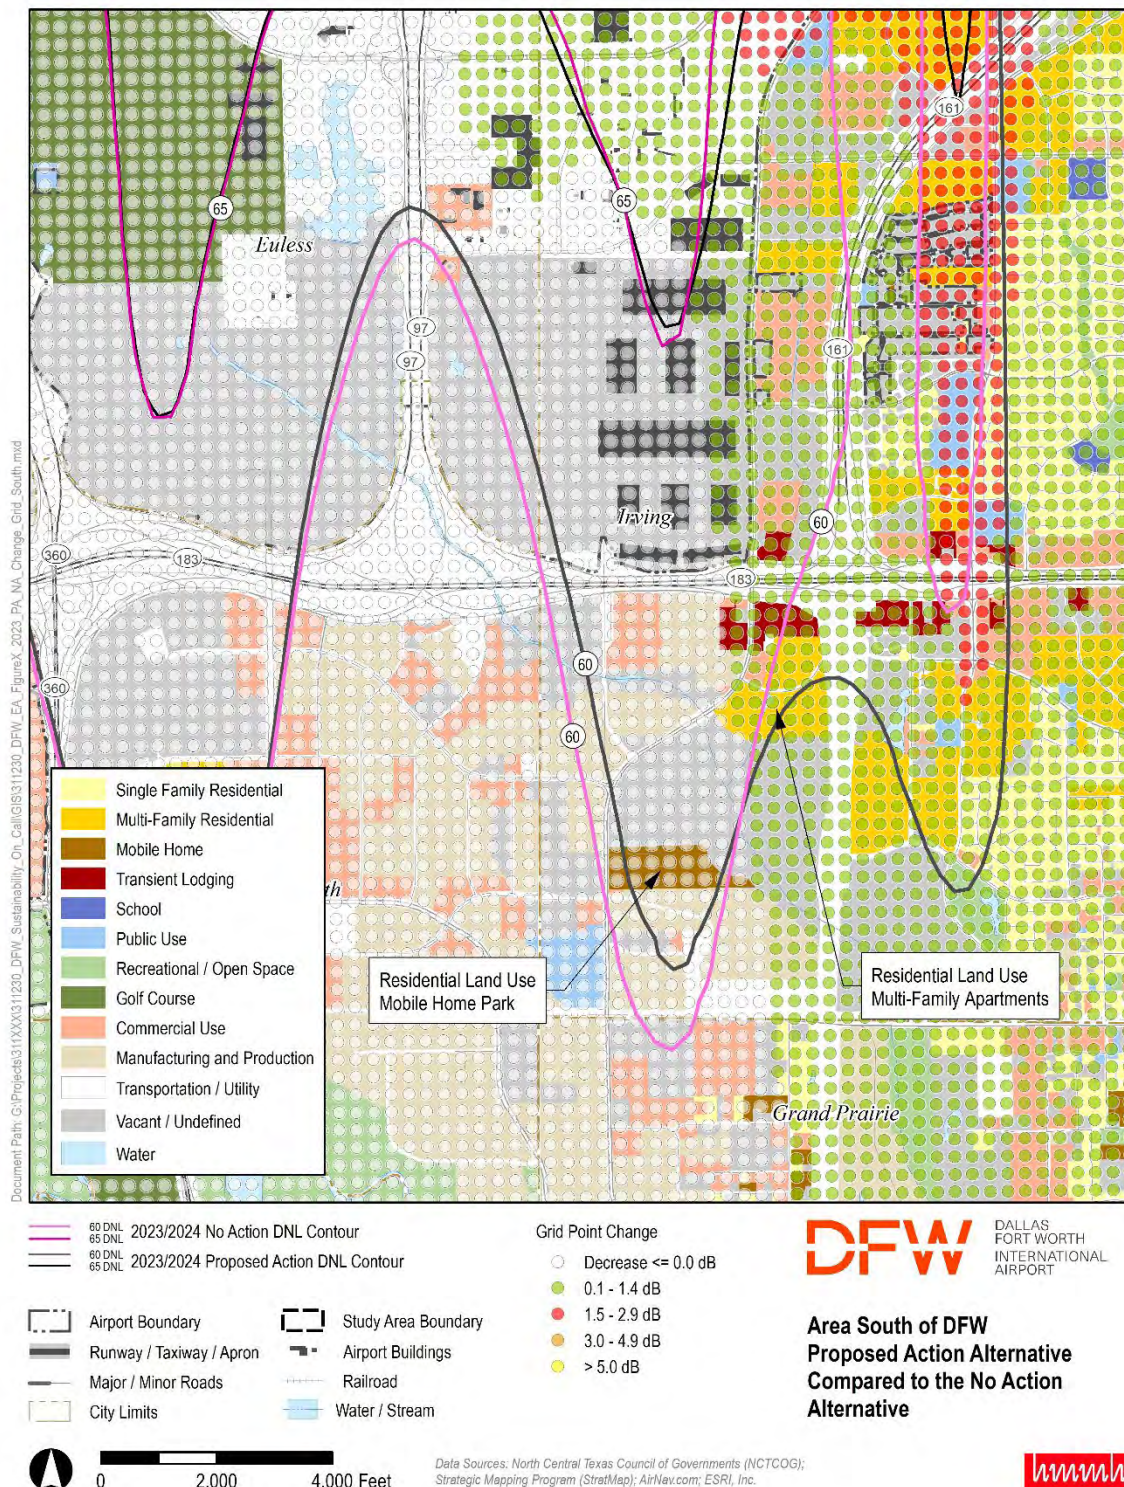 161
65
65
Euless
97
161
97
60
Irving
360
183
183
60
360
60
Single Family Residential
Multi-Family Residential
Mobile Home
Transient Lodging
School
Public Use
Recreational / Open Space
Golf Course
Commercial Use
Manufacturing and Production
Transportation / Utility
Vacant / Undefined
Water
th
Residential Land Use
Mobile Home Park
Residential Land Use
Multi-Family Apartments
Grand Prairie
Document Path: G:\Projects\311XXX\311230_DFW_Sustainability_On_Call\GIS\311230_DFW_EA_FigureX_2023_PA_NA_Change_Grid_South.mxd
60 DNL
65 DNL
2023/2024 No Action DNL Contour
60 DNL
65 DNL
2023/2024 Proposed Action DNL Contour
Airport Boundary
Runway / Taxiway / Apron
Major / Minor Roads
City Limits
Study Area Boundary
Airport Buildings
Railroad
Water / Stream
Grid Point Change
Decrease <= 0.0 dB
0.1 - 1.4 dB
1.5 - 2.9 dB
3.0 - 4.9 dB
> 5.0 dB
DFW
DALLAS
FORT WORTH
INTERNATIONAL
AIRPORT
Area South of DFW
Proposed Action Alternative
Compared to the No Action
Alternative
0 2,000 4,000 Feet
Data Sources: North Central Texas Council of Governments (NCTCOG);
Strategic Mapping Program (StratMap); AirNav.com; ESRI, Inc.
hmmh